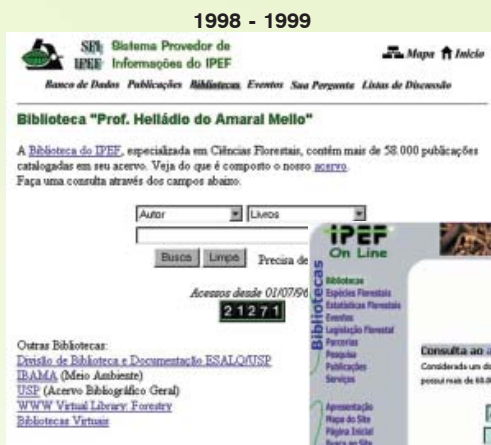 1998 - 1999
SPI Sistema Provedor de
IPEF Informações do IPEF
Mapa Início
Banco de Dados Publicações Bibliotecas Eventos Sua Pergunta Listas de Discussão
Biblioteca "Prof. Helládio do Amaral Mello"
A Biblioteca do IPEF, especializada em Ciências Florestais, contém mais de 58.000 publicações
catalogadas em seu acervo. Veja do que é composto o nosso acervo.
Faça uma consulta através dos campos abaixo.
Autor Livros
Busca Limpa Precisa de
Acessos desde 01/07/96
21271
Outras Bibliotecas:
Divisão de Biblioteca e Documentação ESALQ/USP
IBAMA (Meio Ambiente)
USP (Acervo Bibliográfico Geral)
WWW Virtual Library: Forestry
Bibliotecas Virtuais
IPEF
On Line
Bibliotecas
Bibliotecas
Espécies Florestais
Estatísticas Florestais
Eventos
Legislação Florestal
Parcerias
Pesquisa
Publicações
Serviços
Apresentação
Mapa do Site
Página Inicial
Busca no Site
Consulta ao
Considerada um
possui mais de 60.0